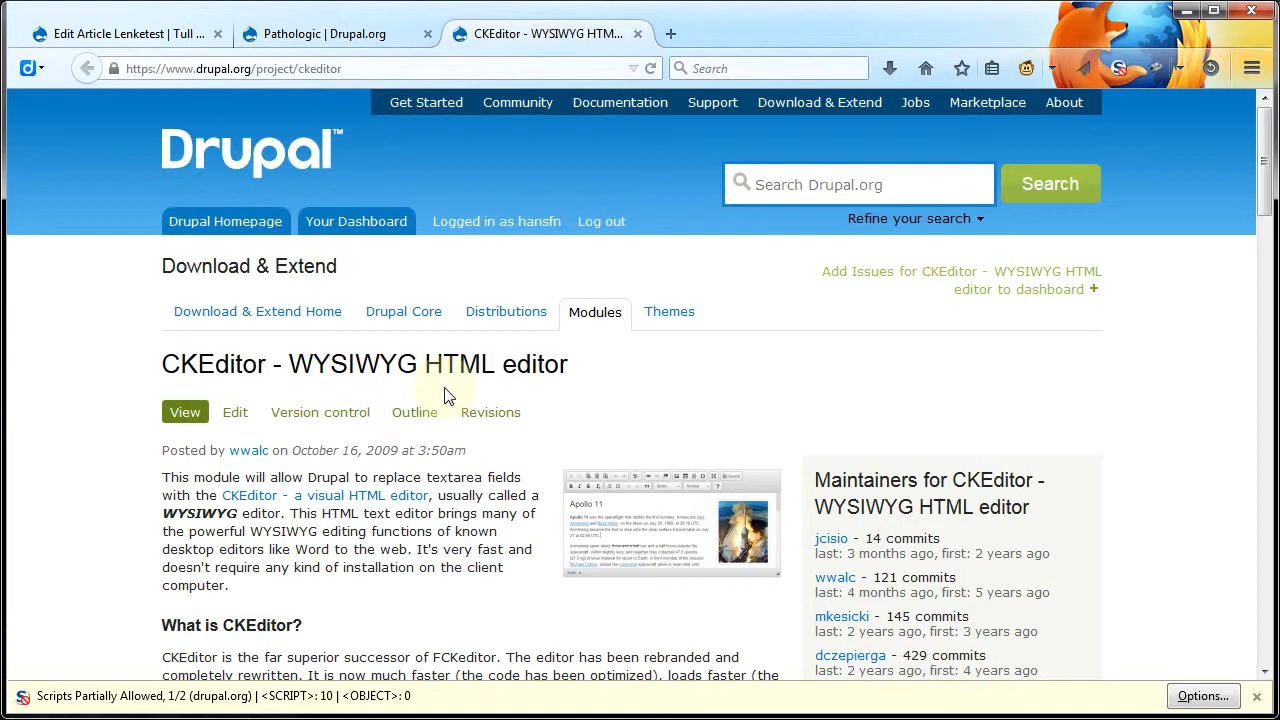 Edit Article Lenketest | Tull ...
Pathologic | Drupal.org
CKEditor - WYSIWYG HTM...
https://www.drupal.org/project/ckeditor
Search
Get Started Community Documentation Support Download & Extend Jobs Marketplace About
Drupal™
Search Drupal.org
Search
Refine your search
Drupal Homepage Your Dashboard Logged in as hansfn Log out
Download & Extend
Add Issues for CKEditor - WYSIWYG HTML
editor to dashboard +
Download & Extend Home Drupal Core Distributions Modules Themes
CKEditor - WYSIWYG HTML editor
View Edit Version control Outline Revisions
Posted by wwalc on October 16, 2009 at 3:50am
This module will allow Drupal to replace textarea fields
with the CKEditor - a visual HTML editor, usually called a
WYSIWYG editor. This HTML text editor brings many of
the powerful WYSIWYG editing functions of known
desktop editors like Word to the web. It's very fast and
doesn't require any kind of installation on the client
computer.
Apollo 11
What is CKEditor?
CKEditor is the far superior successor of FCKeditor. The editor has been rebranded and
completely rewritten. It is now much faster (the code has been optimized), loads faster (the
Maintainers for CKEditor -
WYSIWYG HTML editor
jcisio - 14 commits
last: 3 months ago, first: 2 years ago
wwalc - 121 commits
last: 4 months ago, first: 5 years ago
mkesicki - 145 commits
last: 2 years ago, first: 3 years ago
dczepierga - 429 commits
last: 2 years ago, first: 4 years ago
Scripts Partially Allowed, 1/2 (drupal.org) | <SCRIPT>: 10 | <OBJECT>: 0
Options...